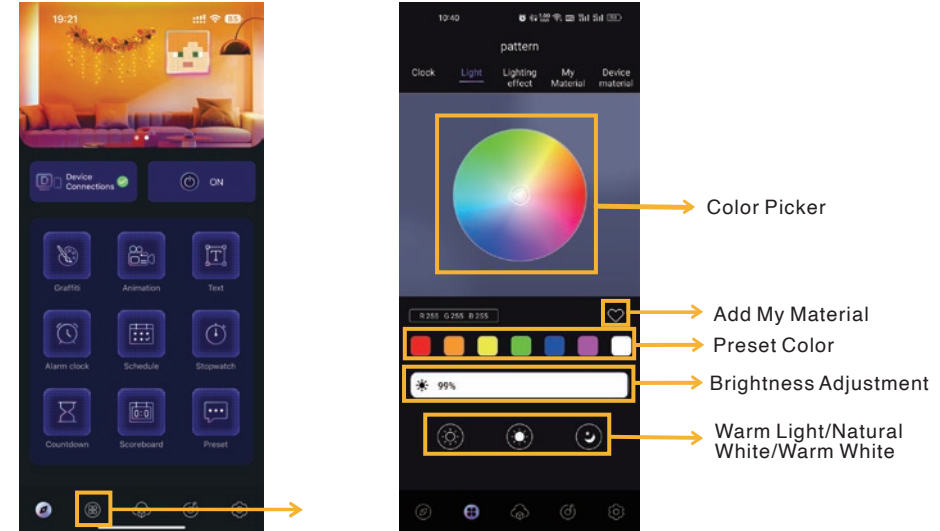 19:21
85
Device
Connections
ON
Graffiti
Animation
Text
Alarm clock
Schedule
Stopwatch
Countdown
Scoreboard
Preset
10:40
pattern
Clock
Light
Lighting
effect
My
Material
Device
material
R 255 G 255 B 255
99%
Color Picker
Add My Material
Preset Color
Brightness Adjustment
Warm Light/Natural
White/Warm White